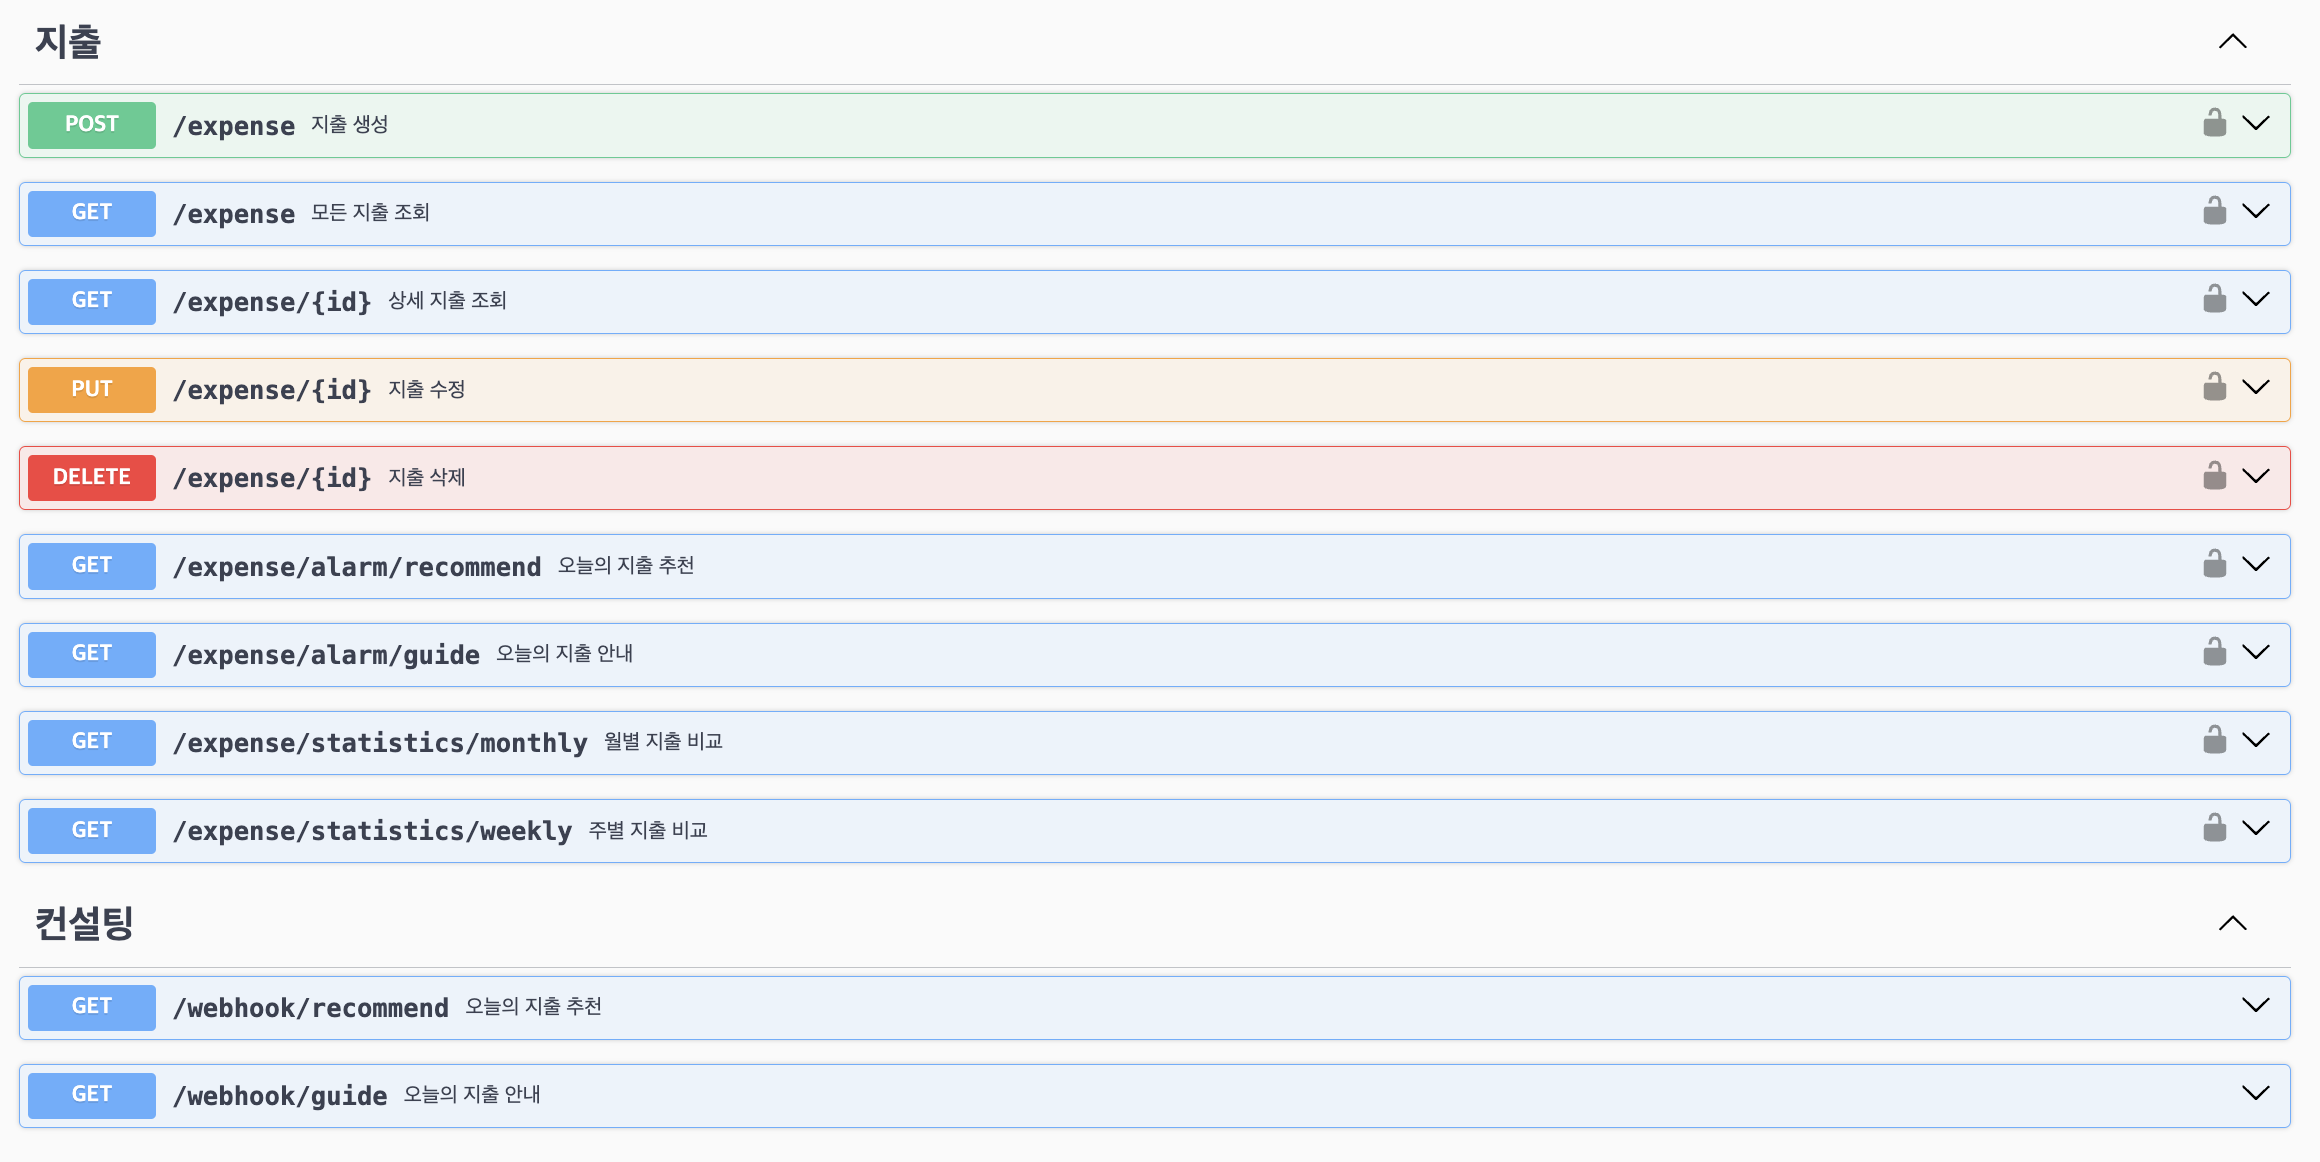 지출
POST /expense 지출 생성
GET /expense 모든 지출 조회
GET /expense/{id} 상세 지출 조회
PUT /expense/{id} 지출 수정
DELETE /expense/{id} 지출 삭제
GET /expense/alarm/recommend 오늘의 지출 추천
GET /expense/alarm/guide 오늘의 지출 안내
GET /expense/statistics/monthly 월별 지출 비교
GET /expense/statistics/weekly 주별 지출 비교
컨설팅
GET /webhook/recommend 오늘의 지출 추천
GET /webhook/guide 오늘의 지출 안내